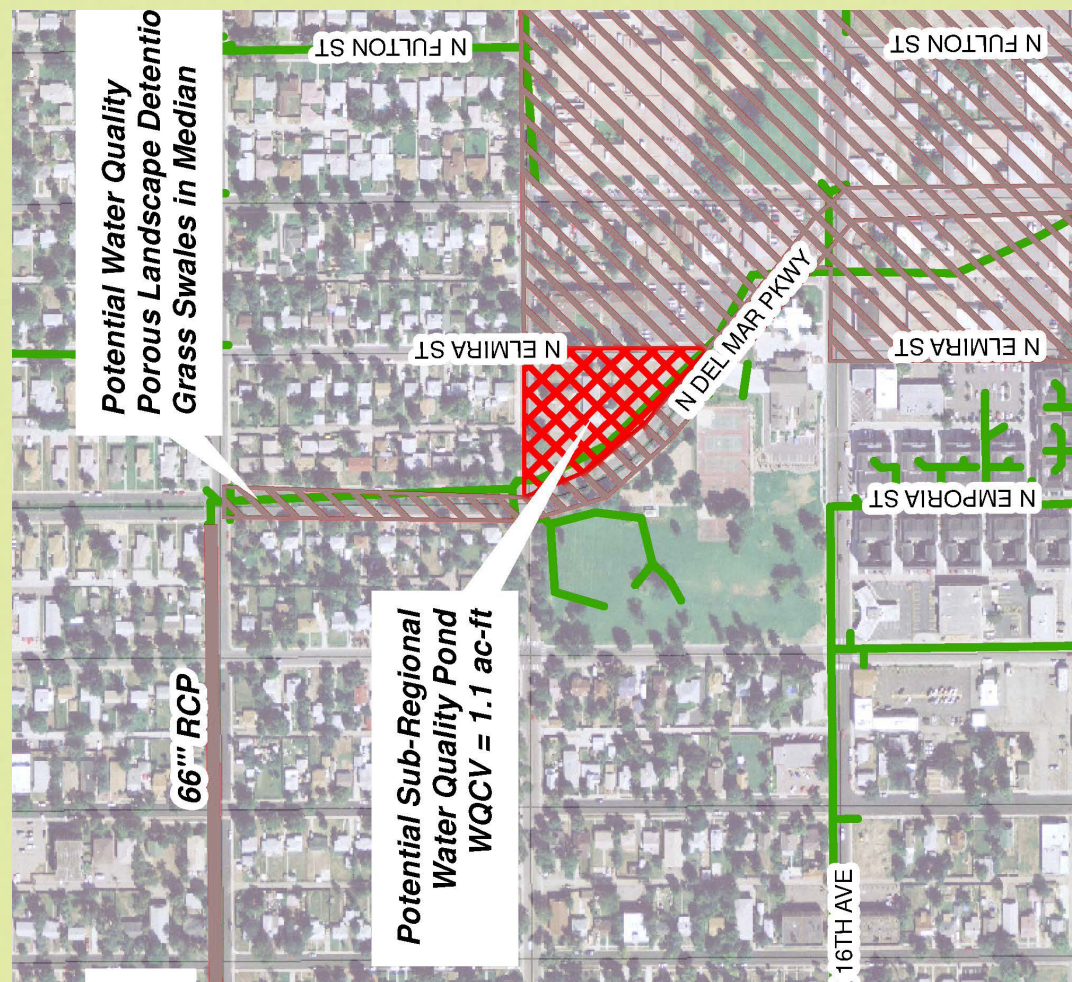 Potential Water Quality
Porous Landscape Detentio
Grass Swales in Median
N FULTON ST
N FULTON ST
N ELMIRA ST
N DEL MAR PKWY
N ELMIRA ST
N EMPORIA ST
66" RCP
Potential Sub-Regional
Water Quality Pond
WQCV = 1.1 ac-ft
16TH AVE